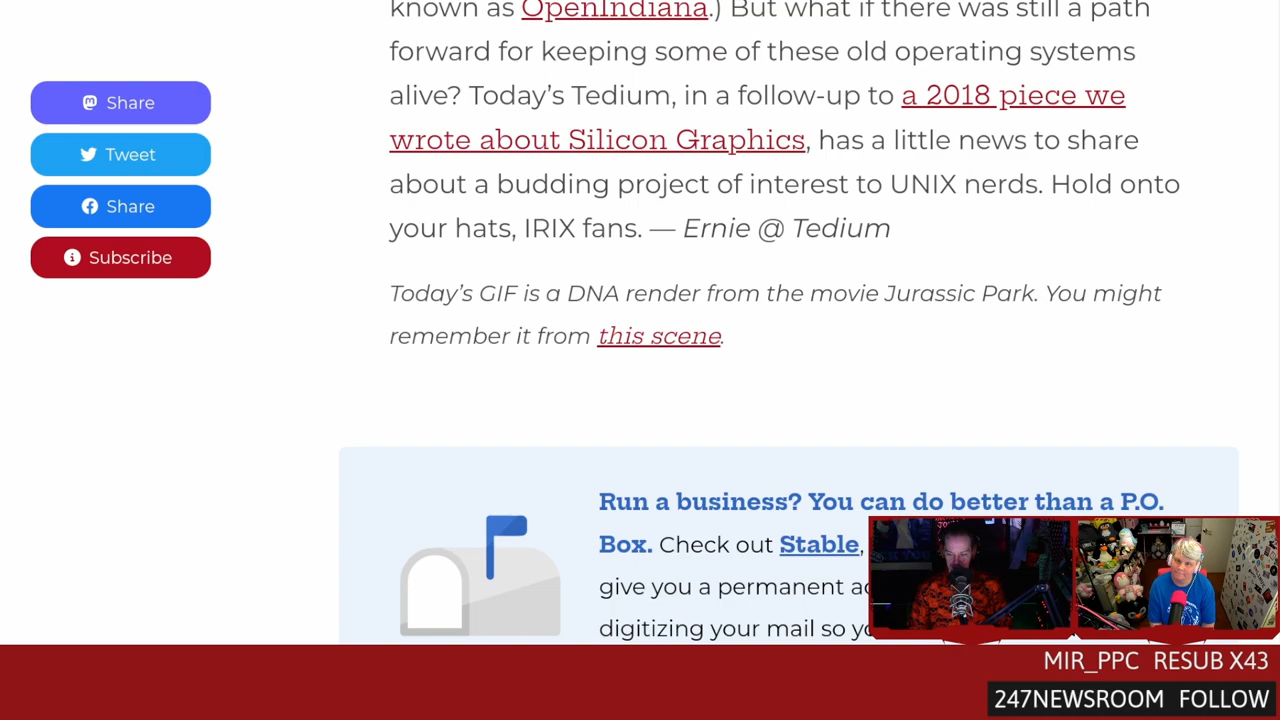 known as OpenIndiana.) But what if there was still a path
forward for keeping some of these old operating systems
alive? Today’s Tedium, in a follow-up to a 2018 piece we
wrote about Silicon Graphics, has a little news to share
about a budding project of interest to UNIX nerds. Hold onto
your hats, IRIX fans. — Ernie @ Tedium
Today’s GIF is a DNA render from the movie Jurassic Park. You might
remember it from this scene.
Share
Tweet
Share
Subscribe
Run a business? You can do better than a P.O.
Box. Check out Stable,
give you a permanent
digitizing your mail so
MIR_PPC RESUB X43
247NEWSROOM FOLLOW